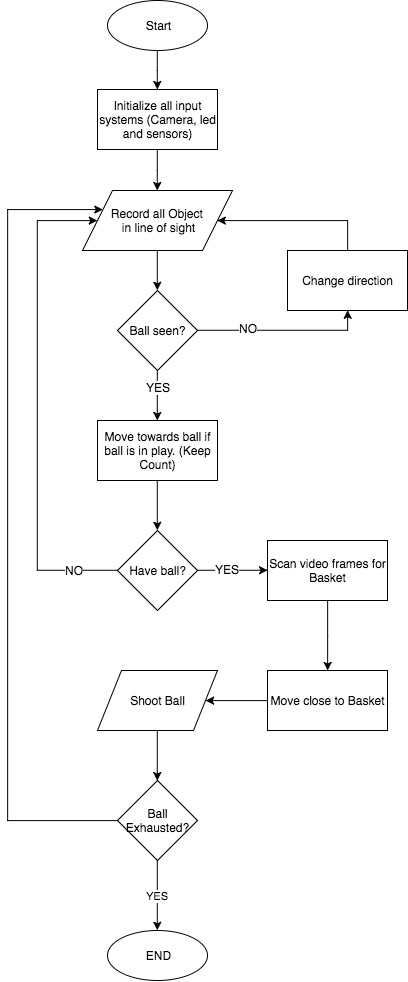 Start
Initialize all input
systems (Camera, led
and sensors)
Record all Object
in line of sight
Change direction
Ball seen?
NO
YES
Move towards ball if
ball is in play. (Keep
Count)
Have ball?
NO
YES
Scan video frames for
Basket
Move close to Basket
Shoot Ball
Ball
Exhausted?
YES
END